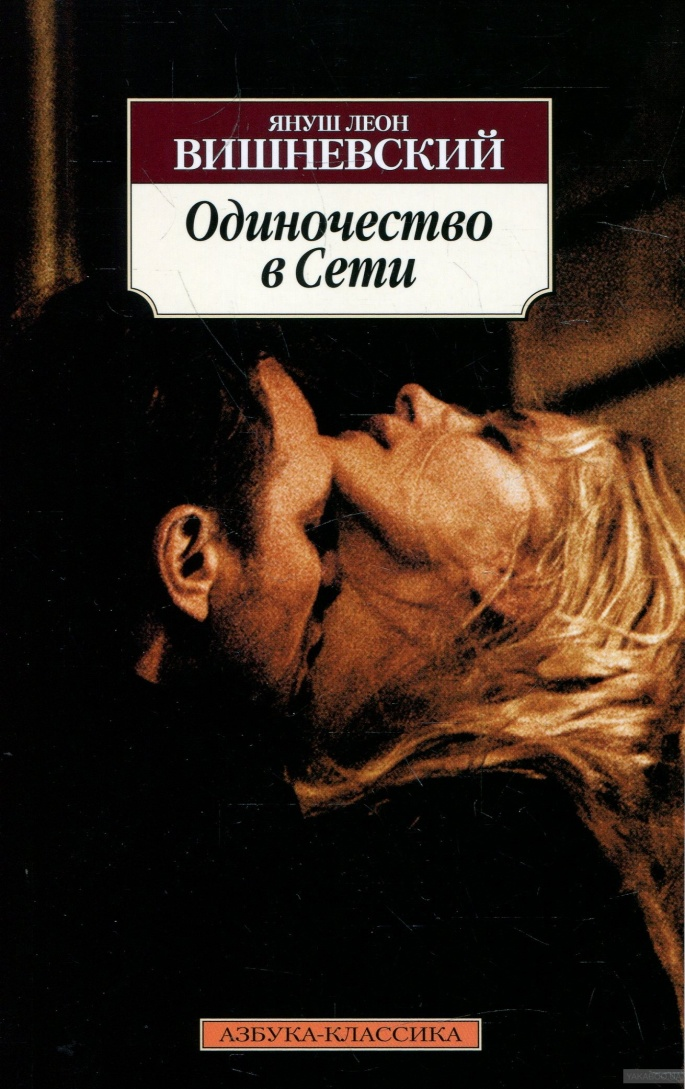 ЯНУШ ЛЕОН
ВИШНЕВСКИЙ
Одиночество
в Сети
АЗБУКА-КЛАССИКА